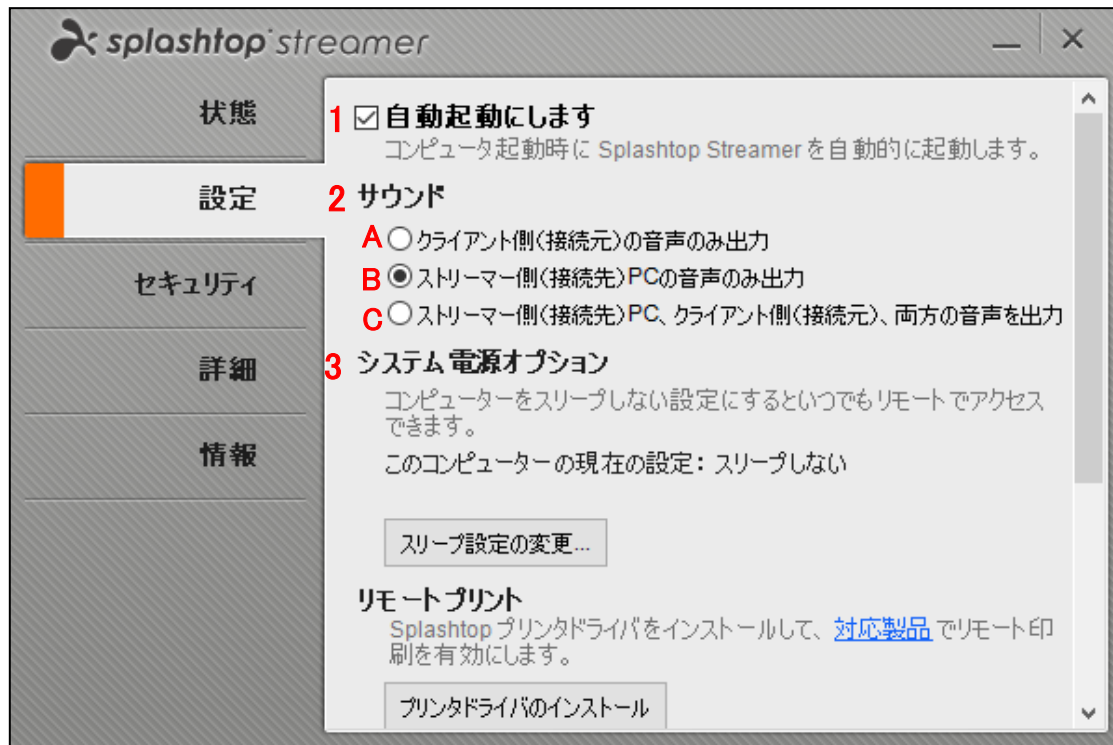 splashtop streamer
状態
設定
セキュリティ
詳細
情報
1 自動起動にします
コンピュータ起動時に Splashtop Streamer を自動的に起動します。
2 サウンド
A クライアント側(接続元)の音声のみ出力
B ストリーマー側(接続先)PCの音声のみ出力
C ストリーマー側(接続先)PC、クライアント側(接続元)、両方の音声を出力
3 システム電源オプション
コンピューターをスリープしない設定にするといつでもリモートでアクセス
できます。
このコンピューターの現在の設定: スリープしない
スリープ設定の変更...
リモートプリント
Splashtop プリンタドライバをインストールして、対応製品 でリモート印
刷を有効にします。
プリンタドライバのインストール